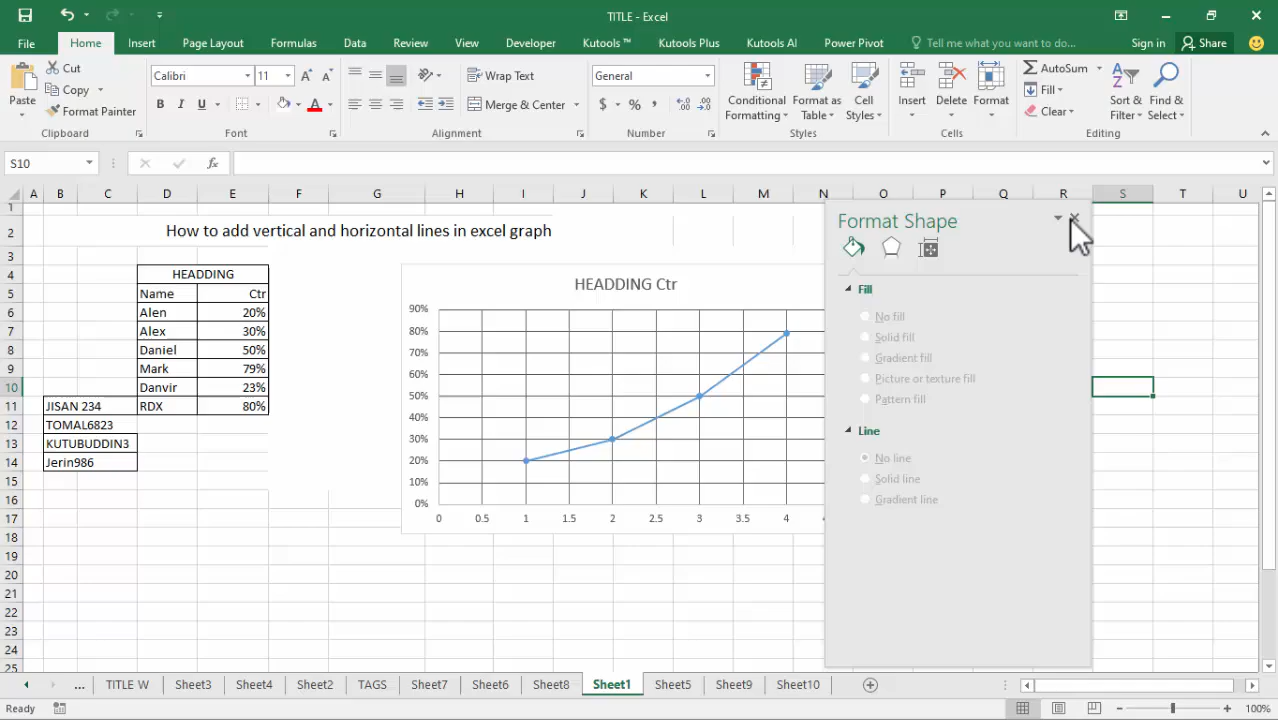 TITLE - Excel
File Home Insert Page Layout Formulas Data Review View Developer Kutools ™ Kutools Plus Kutools AI Power Pivot Tell me what you want to do... Sign in Share
Paste
Cut
Copy
Format Painter
Clipboard
Calibri 11
B I U
Font
Wrap Text
Merge & Center
Alignment
General
$ % ,
Number
Conditional Formatting
Format as Table
Cell Styles
Styles
Insert Delete Format
Cells
AutoSum
Fill
Clear
Sort & Filter
Find & Select
Editing
S10
fx
A B C D E F G H I J K L M N O P Q R S T U
1
2 How to add vertical and horizontal lines in excel graph
3
4 HEADDING
5 Name Ctr
6 Alen 20%
7 Alex 30%
8 Daniel 50%
9 Mark 79%
10 Danvir 23%
11 JISAN 234 RDX 80%
12 TOMAL6823
13 KUTUBUDDIN3
14 Jerin986
15
16
17
18
19
20
21
22
23
24
25
HEADDING Ctr
90%
80%
70%
60%
50%
40%
30%
20%
10%
0%
0 0.5 1 1.5 2 2.5 3 3.5 4
Format Shape
Fill
No fill
Solid fill
Gradient fill
Picture or texture fill
Pattern fill
Line
No line
Solid line
Gradient line
... TITLE W Sheet3 Sheet4 Sheet2 TAGS Sheet7 Sheet6 Sheet8 Sheet1 Sheet5 Sheet9 Sheet10
Ready 100%